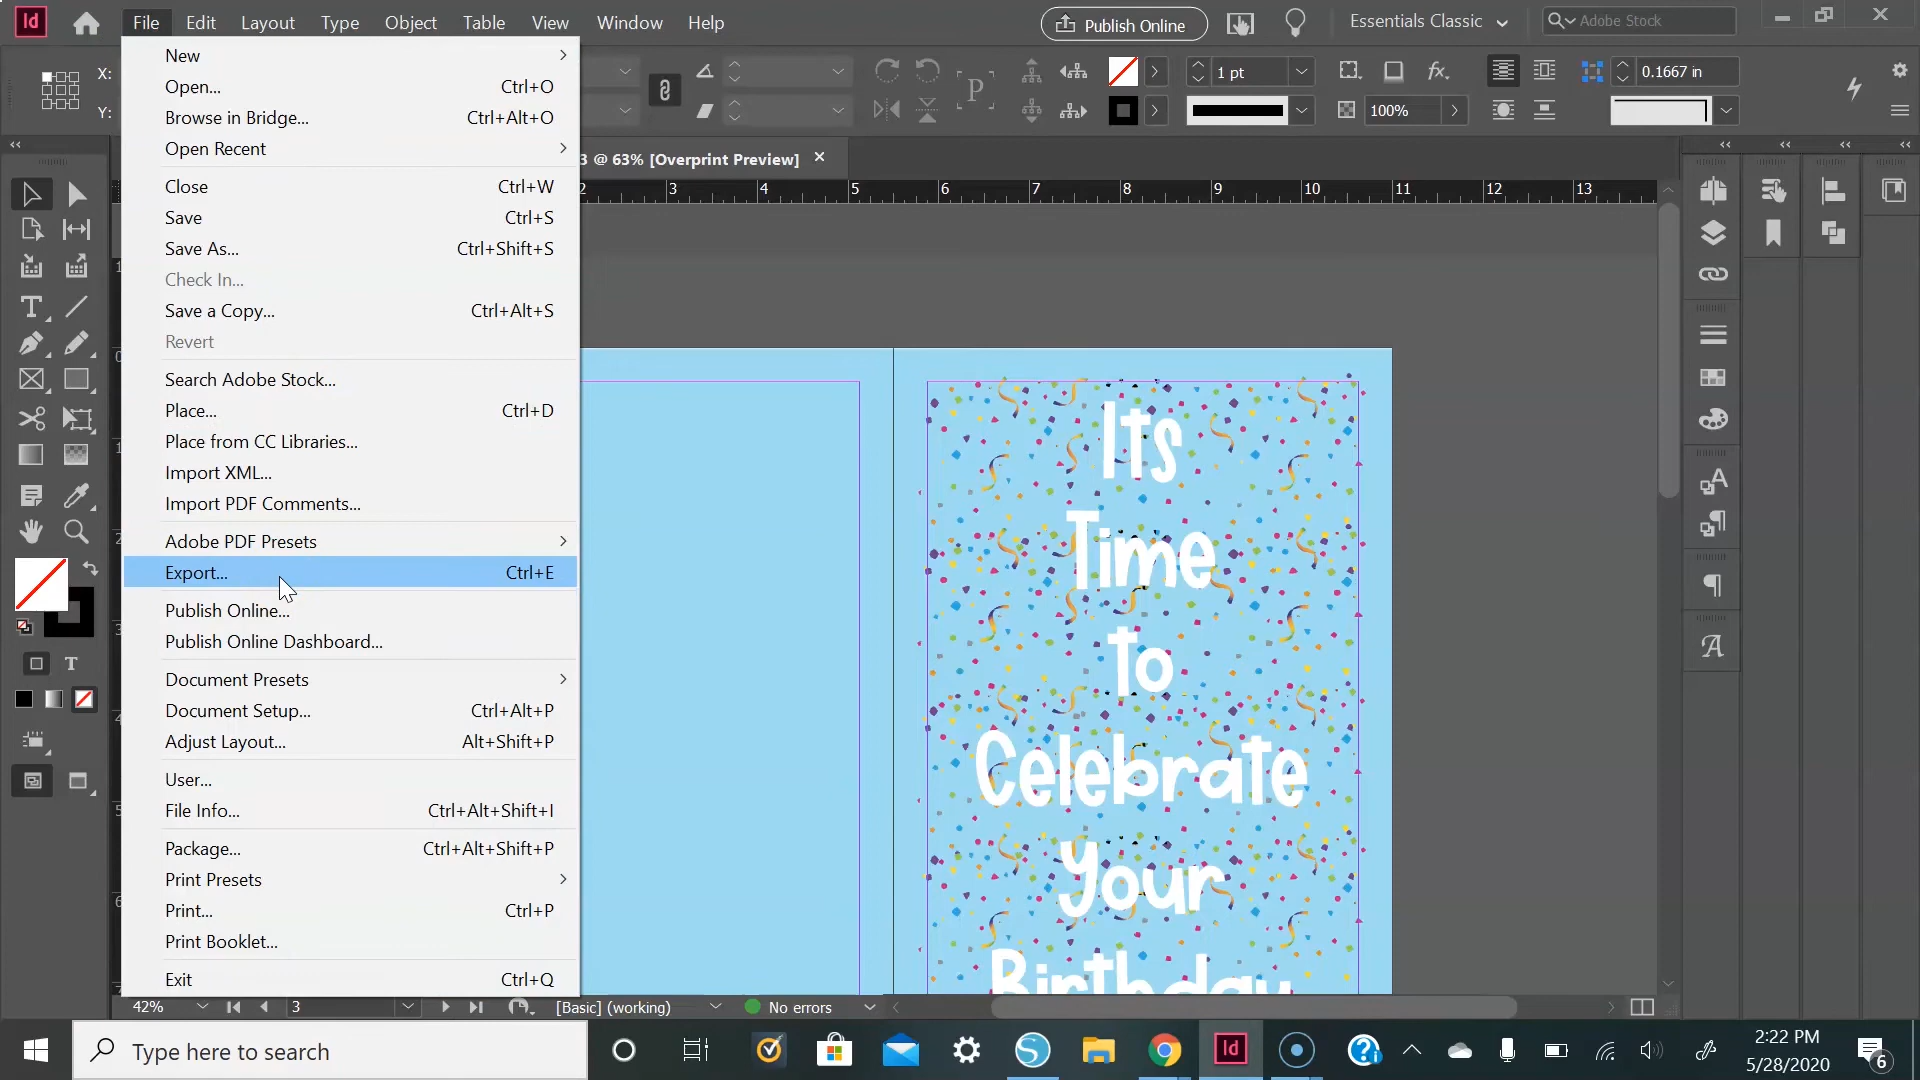 Id
File Edit Layout Type Object Table View Window Help
Publish Online
Essentials Classic
Adobe Stock
X:
Y:
1 pt
100%
0.1667 in
3 @ 63% [Overprint Preview] ×
New
Open... Ctrl+O
Browse in Bridge... Ctrl+Alt+O
Open Recent
Close Ctrl+W
Save Ctrl+S
Save As... Ctrl+Shift+S
Check In...
Save a Copy... Ctrl+Alt+S
Revert
Search Adobe Stock...
Place... Ctrl+D
Place from CC Libraries...
Import XML...
Import PDF Comments...
Adobe PDF Presets
Export... Ctrl+E
Publish Online...
Publish Online Dashboard...
Document Presets
Document Setup... Ctrl+Alt+P
Adjust Layout... Alt+Shift+P
User...
File Info... Ctrl+Alt+Shift+I
Package... Ctrl+Alt+Shift+P
Print Presets
Print... Ctrl+P
Print Booklet...
Exit Ctrl+Q
2 3 4 5 6 7 8 9 10 11 12 13
Its
Time
to
Celebrate
your
Birthday
42%
3
[Basic] (working)
No errors
Type here to search
Id
2:22 PM
5/28/2020
6